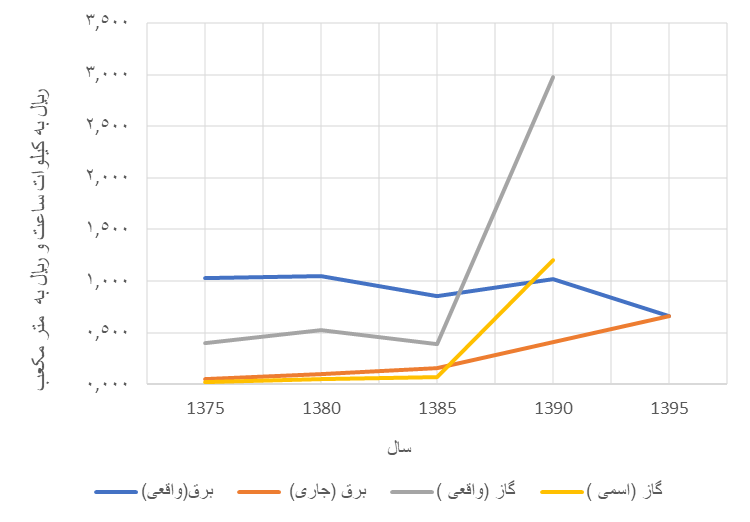 ۳,۵۰۰
۳,۰۰۰
۲,۵۰۰
۲,۰۰۰
۱,۵۰۰
۱,۰۰۰
۰,۵۰۰
۰,۰۰۰
ریال به کیلووات ساعت و ریال به متر مکعب
1375 1380 1385 1390 1395
سال
برق(واقعی) برق (جاری) گاز (واقعی ) گاز (اسمی )